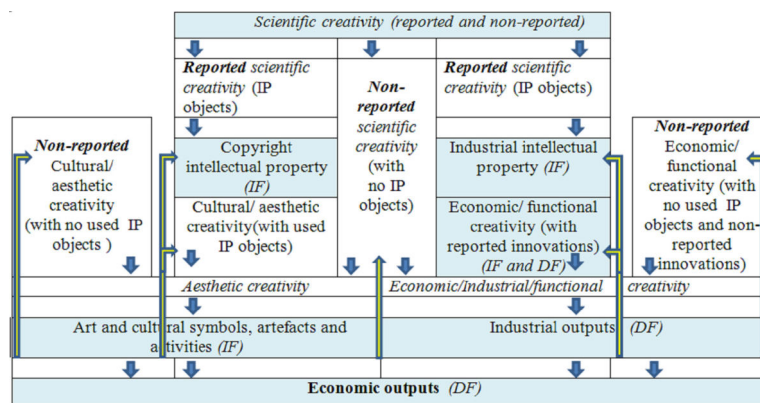 Scientific creativity (reported and non-reported)
Reported scientific
creativity (IP
objects)
Non-
reported
scientific
creativity
(with
no IP
objects)
Reported scientific
creativity (IP objects)
Non-reported
Cultural/
aesthetic
creativity
(with no used IP
objects )
Copyright
intellectual property
(IF)
Cultural/ aesthetic
creativity(with used
IP objects)
Industrial intellectual
property (IF)
Economic/ functional
creativity (with
reported innovations)
(IF and DF)
Non-reported
Economic/
functional
creativity (with
no used IP
objects and non-
reported
innovations)
Aesthetic creativity
Economic/Industrial/functional creativity
Art and cultural symbols, artefacts and
activities (IF)
Industrial outputs (DF)
Economic outputs (DF)